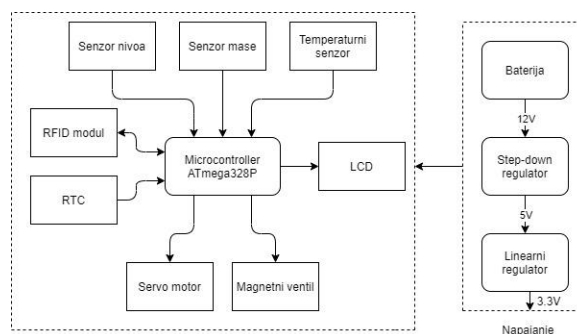 Senzor nivoa
Senzor mase
Temperaturni
senzor
RFID modul
RTC
Microcontroller
ATmega328P
LCD
Servo motor
Magnetni ventil
Baterija
12V
Step-down
regulator
5V
Linearni
regulator
3.3V
Napajanje